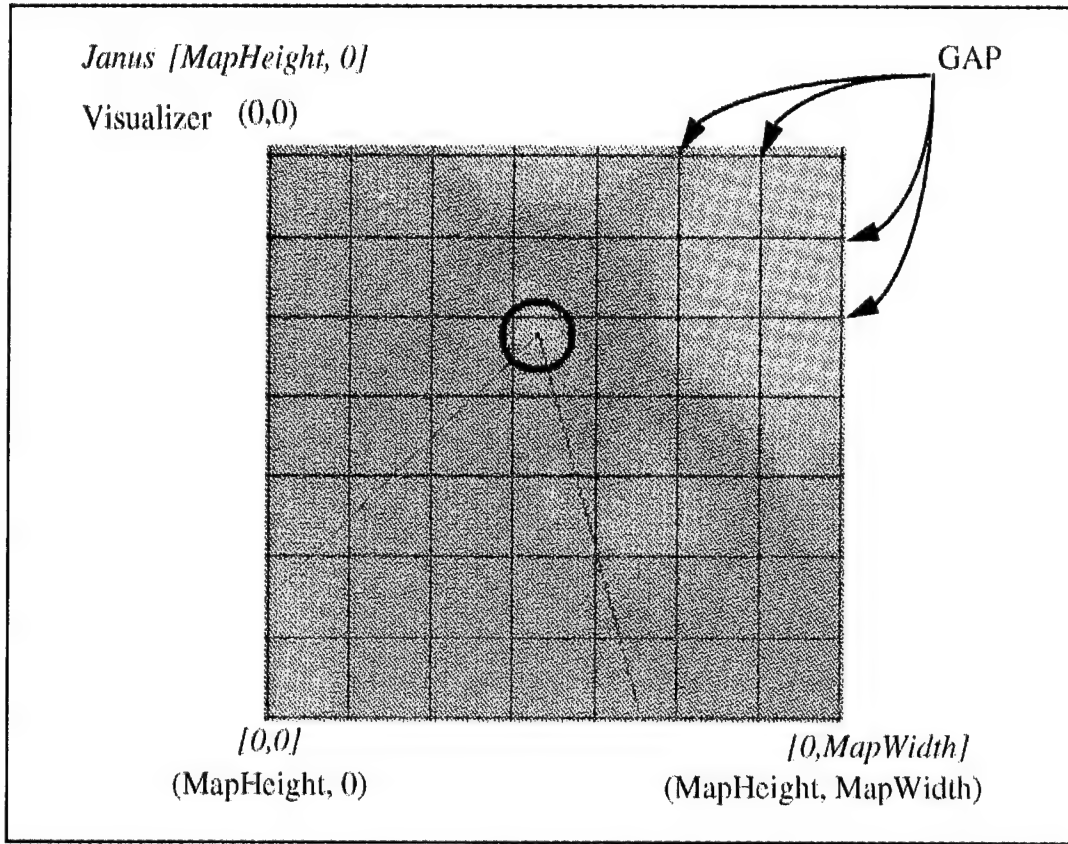 Janus [MapHeight, 0]
GAP
Visualizer (0,0)
[0,0]
[0,MapWidth]
(MapHeight, 0)
(MapHeight, MapWidth)